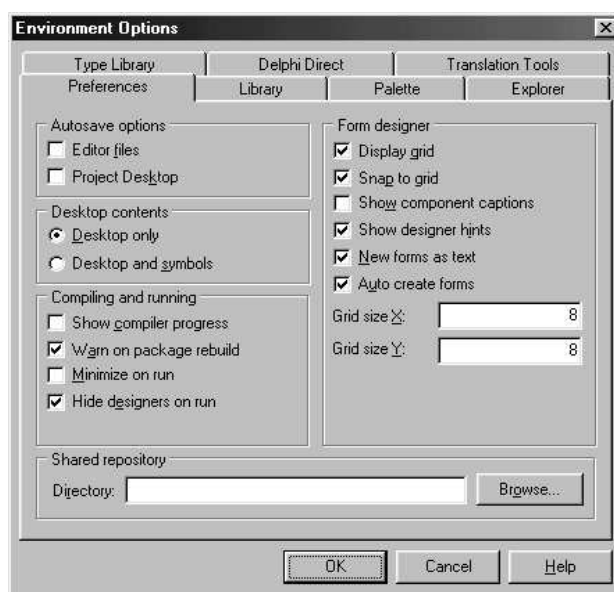 Environment Options
Type Library
Delphi Direct
Translation Tools
Preferences
Library
Palette
Explorer
Autosave options
Editor files
Project Desktop
Desktop contents
Desktop only
Desktop and symbols
Compiling and running
Show compiler progress
Warn on package rebuild
Minimize on run
Hide designers on run
Form designer
Display grid
Snap to grid
Show component captions
Show designer hints
New forms as text
Auto create forms
Grid size X: 8
Grid size Y: 8
Shared repository
Directory:
Browse...
OK
Cancel
Help